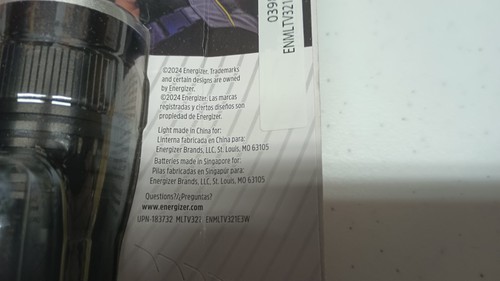 ©2024 Energizer. Trademarks
and certain designs are owned
by Energizer.
©2024 Energizer. Las marcas
registradas y ciertos diseños son
propiedad de Energizer.
Light made in China for:
Linterna fabricada en China para:
Energizer Brands, LLC, St. Louis, MO 63105
Batteries made in Singapore for:
Pilas fabricadas en Singapur para:
Energizer Brands, LLC, St. Louis, MO 63105
Questions?/¿Preguntas?
www.energizer.com
UPN-183732 MLTV321 ENMLTV321E3W
ENMLTV321